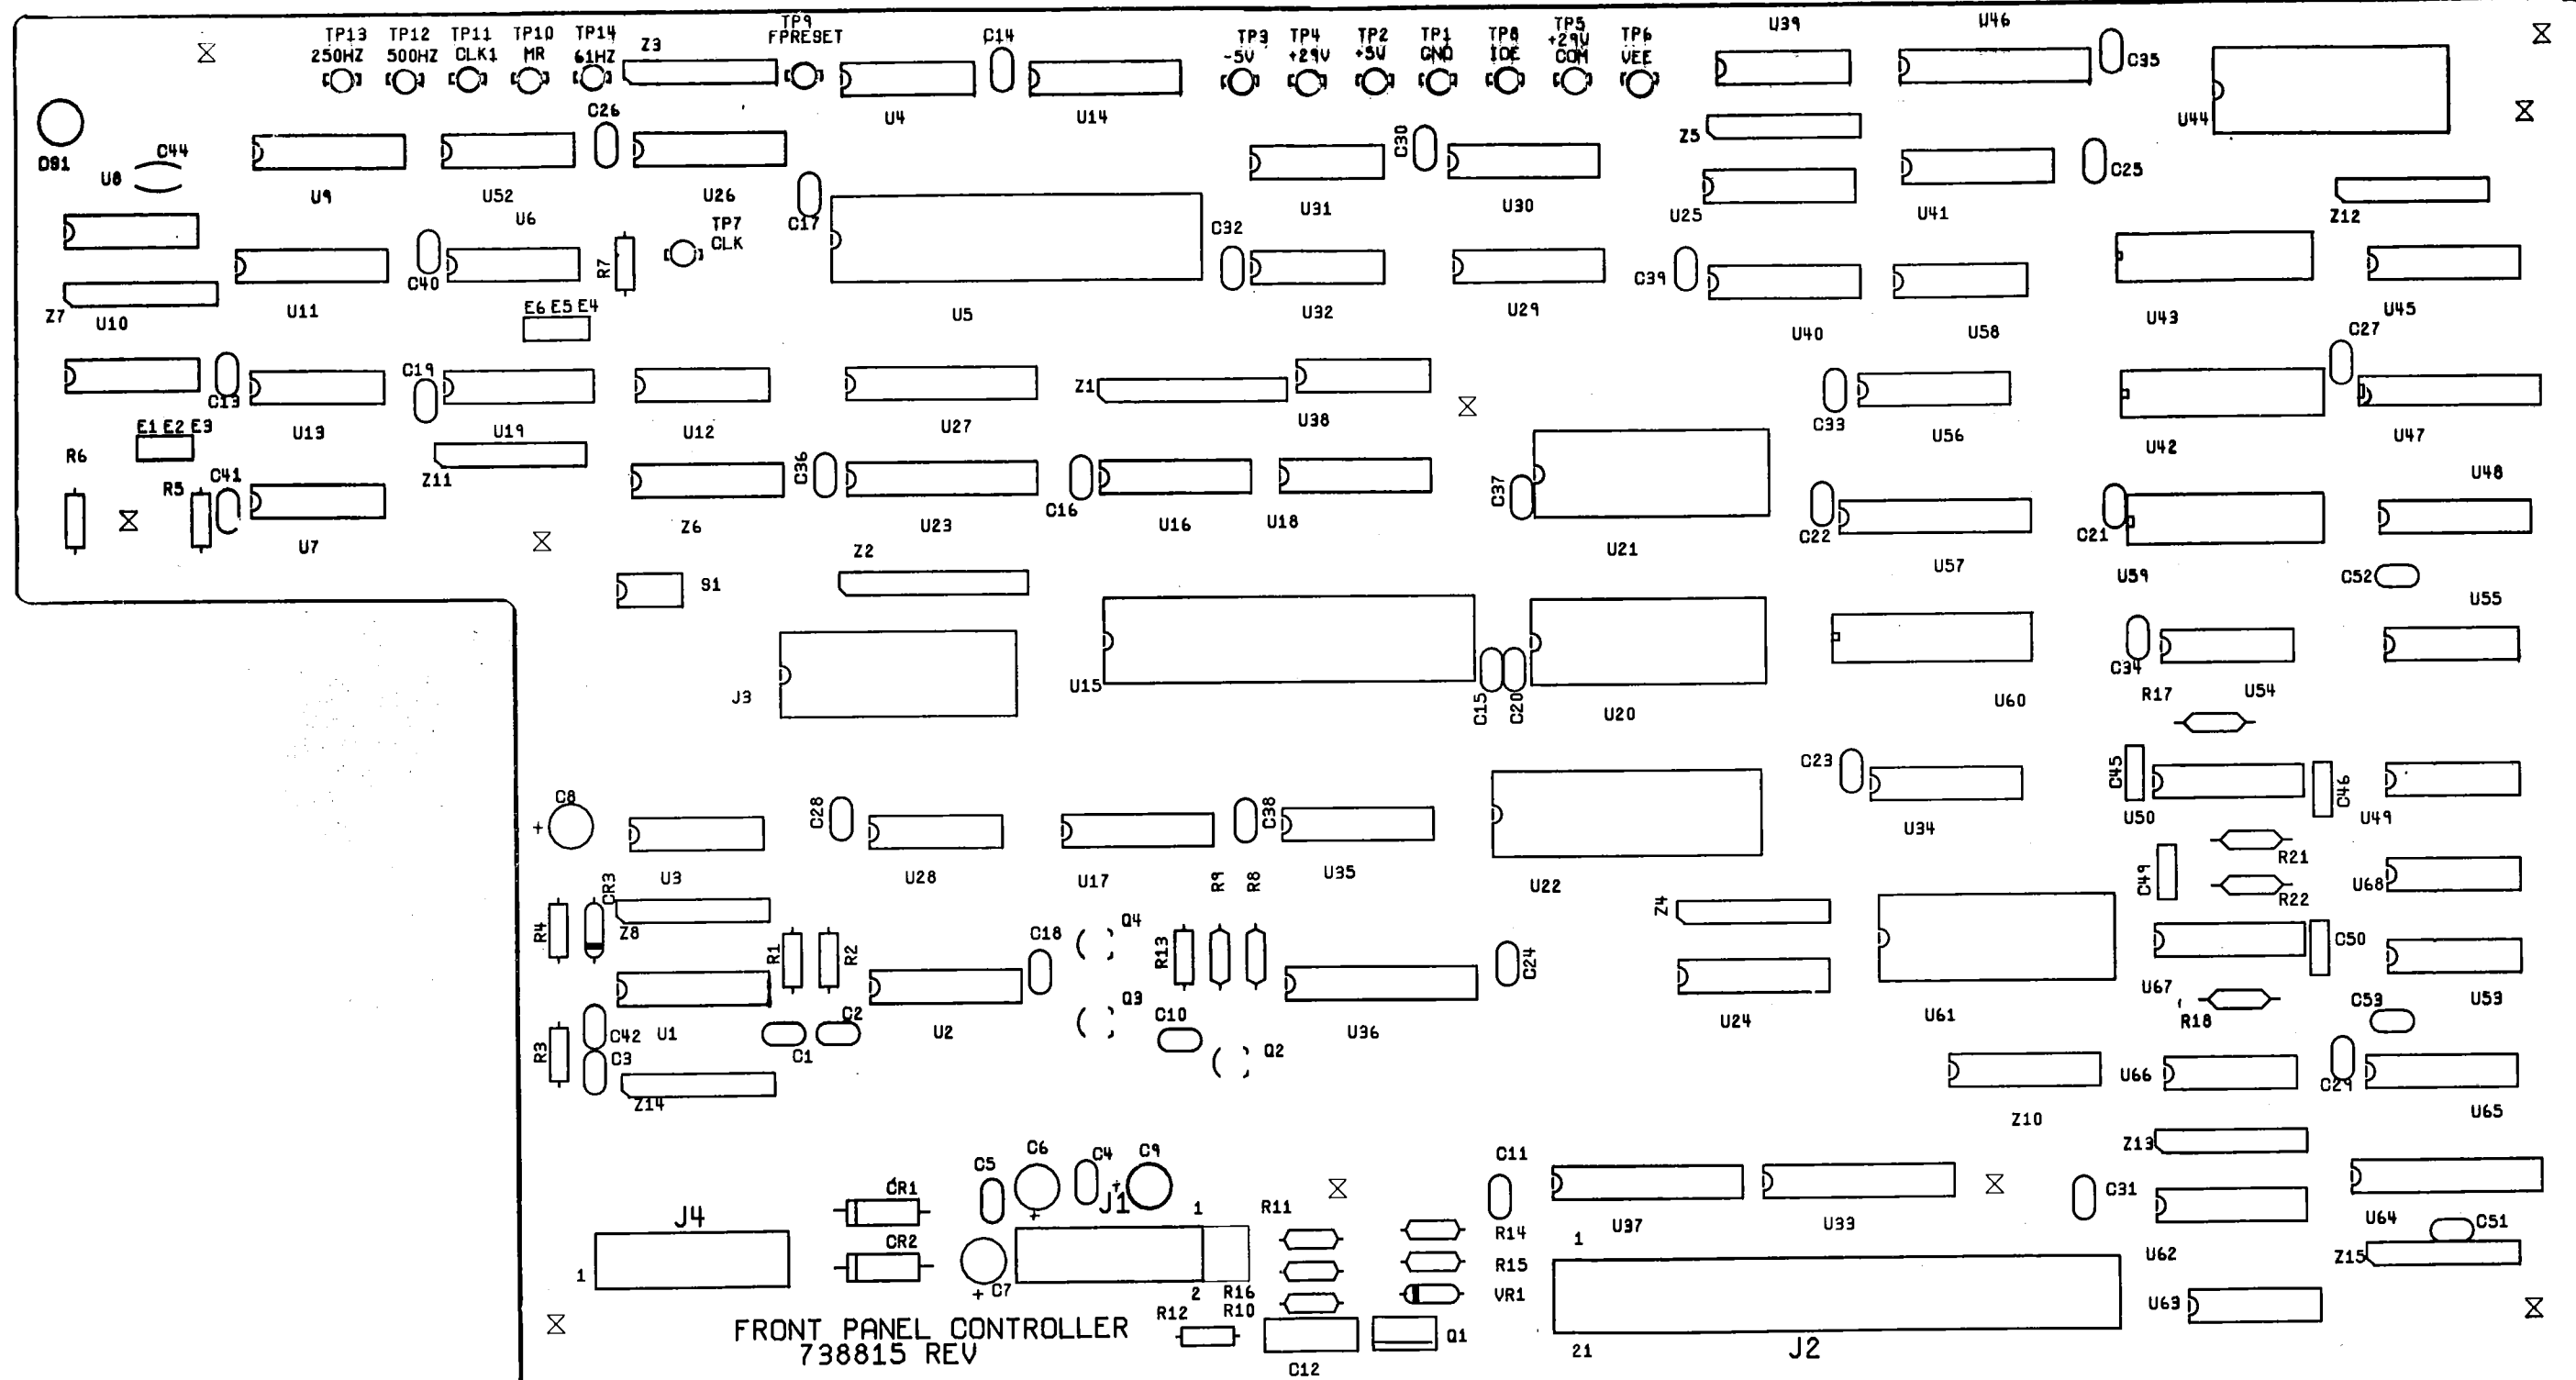 TP13 TP12 TP11 TP10 TP14 Z3 TP9 C14 TP3 TP4 TP2 TP1 TP8 TP5 TP6 U39 U46
250HZ 500HZ CLK1 MR 61HZ FPRESET -5V +29V +5V GND IOE +29V COM VEE C35
C26 U4 U14 Z5 U44
DS1 U8 C44 U9 U52 U26 C17 U31 C30 U30 U25 U41 C25 Z12
U6 TP7 C32
CLK
C40 R7 C39
Z7 U10 U11 E6 E5 E4 U5 U32 U29 U40 U58 U43 U45
C27
C13 C19 Z1 U38
E1 E2 E3 U13 U19 U12 U27 C33 U56 U42 U47
R6 R5 C41 Z11 C36 C37 U48
U7 Z6 U23 C16 U16 U18 U21 C22 C21
Z2 U57 U59 C52
S1 U55
J3 U15 C15 C20 U20 U60 C34 R17 U54
C23 C45 C46
C8 + C28 C38 U34 U50 U49
U3 CR3 U28 U17 R9 R8 U35 U22 C49 R21 U68
R4 Z8 R1 R2 C18 Q4 R13 C24 Z4 R22 C50
Q3 U67 C53 U53
R3 C42 U1 C1 C2 U2 C10 U36 U24 U61 R18
C3 Q2 U66 C29
Z14 Z10 U65
C6 C4 C9 C11 Z13
CR1 C5 + J1 + 1 R11 C31
J4 R14 U37 U33 U64 C51
1 CR2 R15 1 U62 Z15
+ C7 2 R16 VR1 U63
R12 R10
FRONT PANEL CONTROLLER Q1
738815 REV C12 21 J2